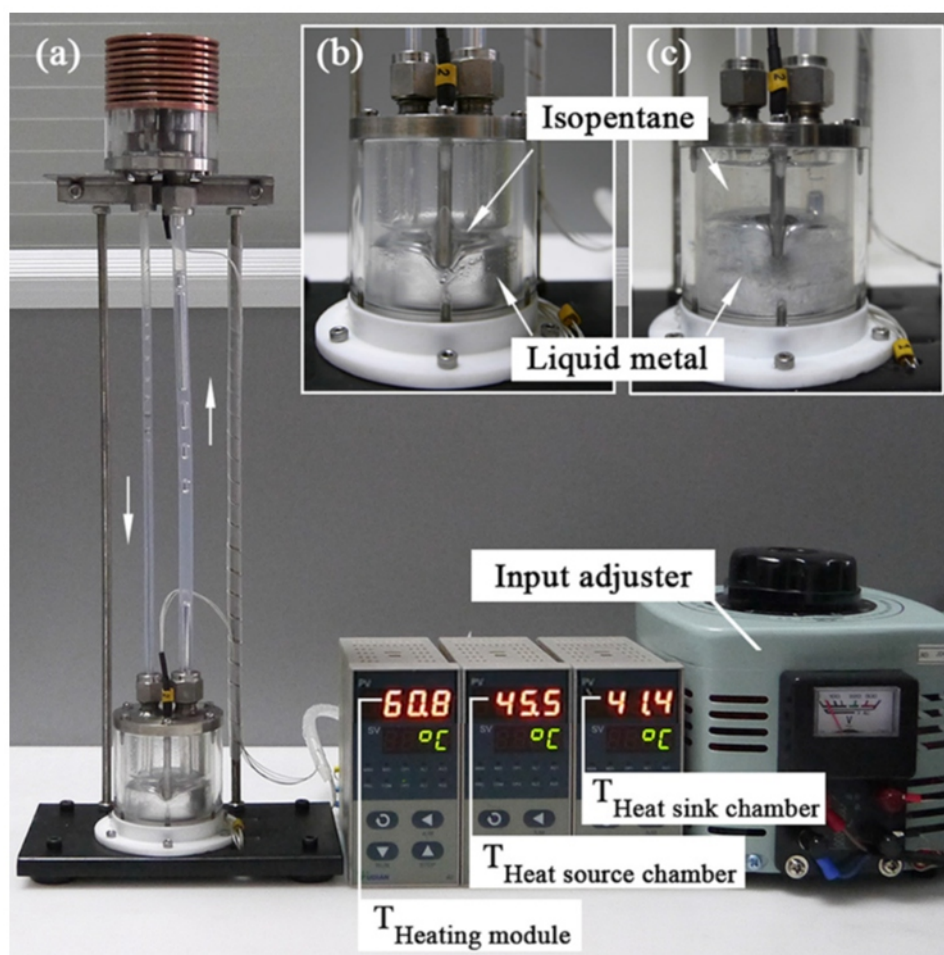 (a)
(b)
(c)
Isopentane
Liquid metal
2
Input adjuster
PV
60.8
SV
°C
PV
45.5
SV
°C
PV
41.4
SV
°C
V
T Heat sink chamber
T Heat source chamber
T Heating module